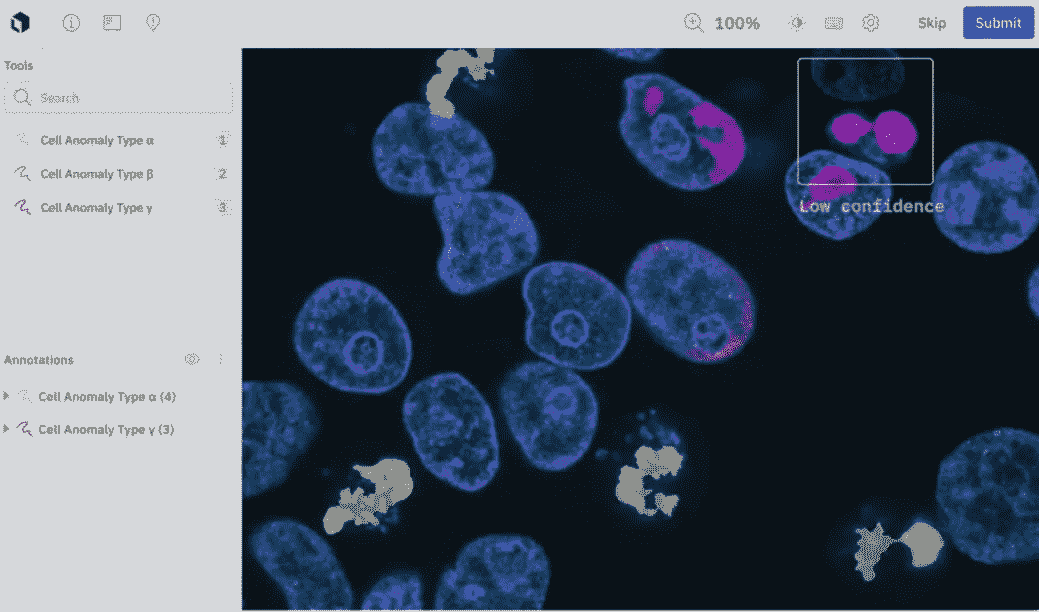 100%
Skip
Submit
Tools
Search
Cell Anomaly Type α 1
Cell Anomaly Type β 2
Cell Anomaly Type γ 3
Low confidence
Annotations
Cell Anomaly Type α (4)
Cell Anomaly Type γ (3)